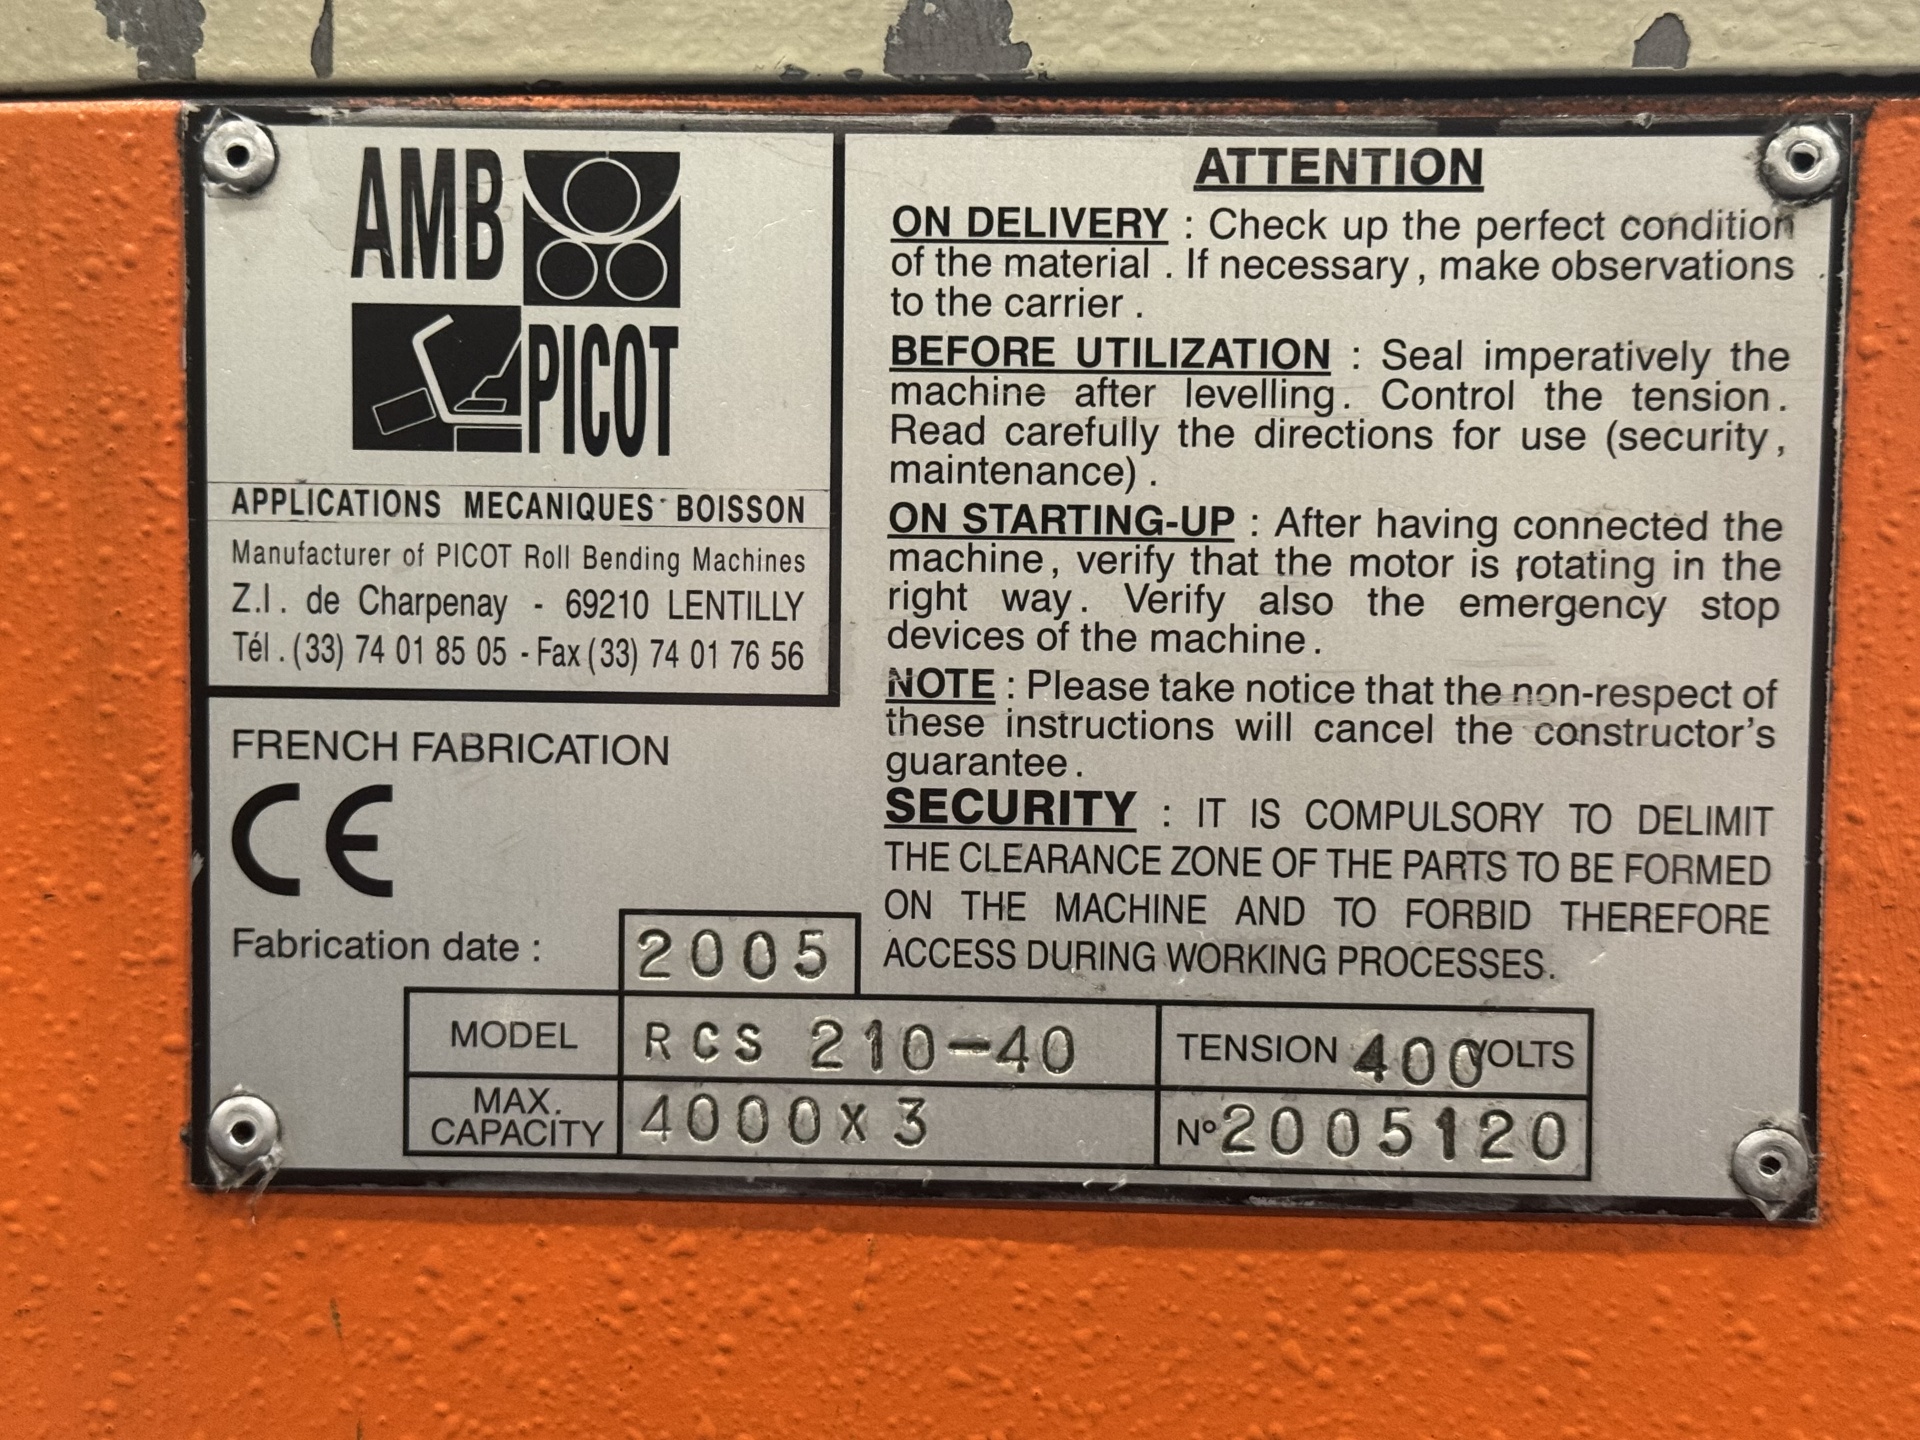 AMB
PICOT
APPLICATIONS MECANIQUES BOISSON
Manufacturer of PICOT Roll Bending Machines
Z.I. de Charpenay - 69210 LENTILLY
Tél. (33) 74 01 85 05 - Fax (33) 74 01 76 56
FRENCH FABRICATION
CE
Fabrication date : 2005
ATTENTION
ON DELIVERY : Check up the perfect condition
of the material . If necessary , make observations
to the carrier .
BEFORE UTILIZATION : Seal imperatively the
machine after levelling. Control the tension.
Read carefully the directions for use (security ,
maintenance) .
ON STARTING-UP : After having connected the
machine , verify that the motor is rotating in the
right way. Verify also the emergency stop
devices of the machine .
NOTE : Please take notice that the non-respect of
these instructions will cancel the constructor's
guarantee .
SECURITY : IT IS COMPULSORY TO DELIMIT
THE CLEARANCE ZONE OF THE PARTS TO BE FORMED
ON THE MACHINE AND TO FORBID THEREFORE
ACCESS DURING WORKING PROCESSES.
MODEL RCS 210-40 TENSION 400 VOLTS
MAX. CAPACITY 4000 x 3 N° 2005120